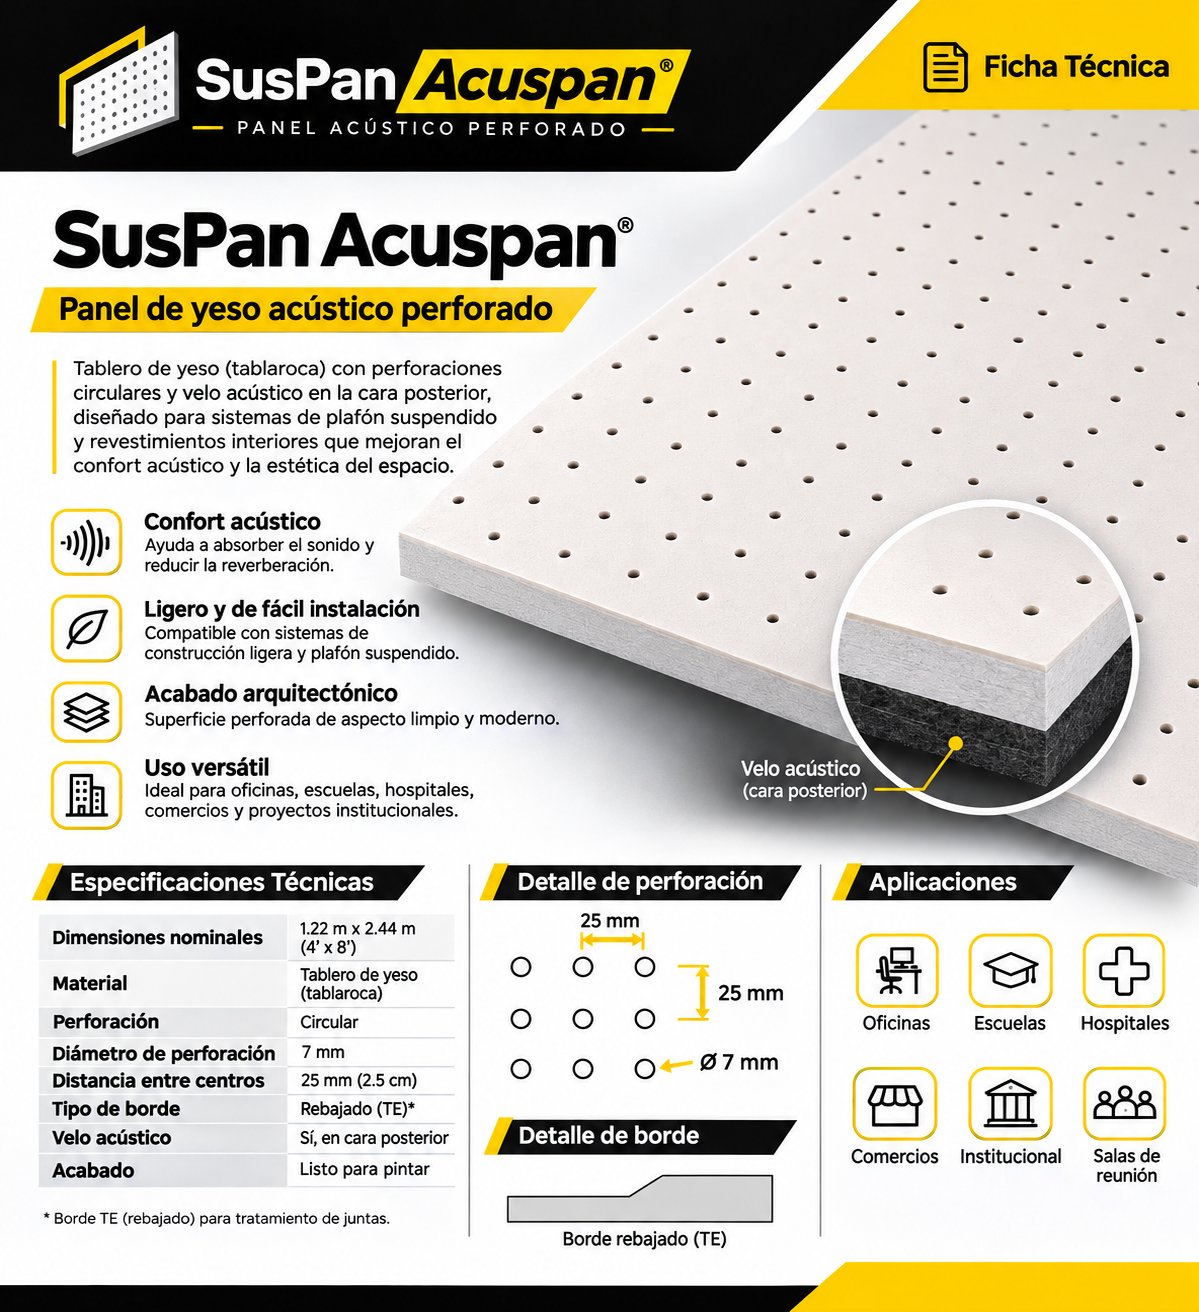 SusPan Acuspan®
PANEL ACÚSTICO PERFORADO
Ficha Técnica
SusPan Acuspan®
Panel de yeso acústico perforado
Tablero de yeso (tablaroca) con perforaciones
circulares y velo acústico en la cara posterior,
diseñado para sistemas de plafón suspendido
y revestimientos interiores que mejoran el
confort acústico y la estética del espacio.
Confort acústico
Ayuda a absorber el sonido y
reducir la reverberación.
Ligero y de fácil instalación
Compatible con sistemas de
construcción ligera y plafón suspendido.
Acabado arquitectónico
Superficie perforada de aspecto limpio y moderno.
Uso versátil
Ideal para oficinas, escuelas, hospitales,
comercios y proyectos institucionales.
Velo acústico
(cara posterior)
Especificaciones Técnicas
Dimensiones nominales
1.22 m x 2.44 m
(4' x 8')
Material
Tablero de yeso
(tablaroca)
Perforación
Circular
Diámetro de perforación
7 mm
Distancia entre centros
25 mm (2.5 cm)
Tipo de borde
Rebajado (TE)*
Velo acústico
Sí, en cara posterior
Acabado
Listo para pintar
* Borde TE (rebajado) para tratamiento de juntas.
Detalle de perforación
25 mm
25 mm
Ø 7 mm
Detalle de borde
Borde rebajado (TE)
Aplicaciones
Oficinas
Escuelas
Hospitales
Comercios
Institucional
Salas de
reunión